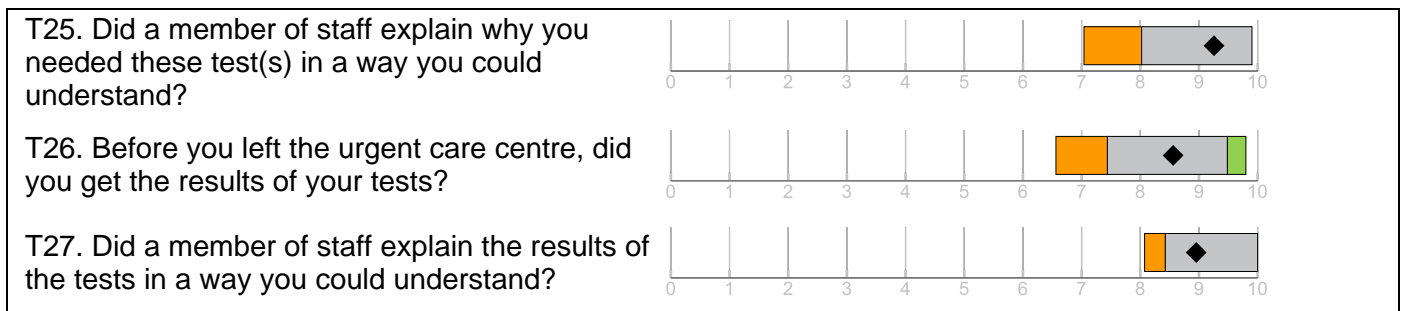 T25. Did a member of staff explain why you
needed these test(s) in a way you could
understand?
0 1 2 3 4 5 6 7 8 9 10
T26. Before you left the urgent care centre, did
you get the results of your tests?
0 1 2 3 4 5 6 7 8 9 10
T27. Did a member of staff explain the results of
the tests in a way you could understand?
0 1 2 3 4 5 6 7 8 9 10